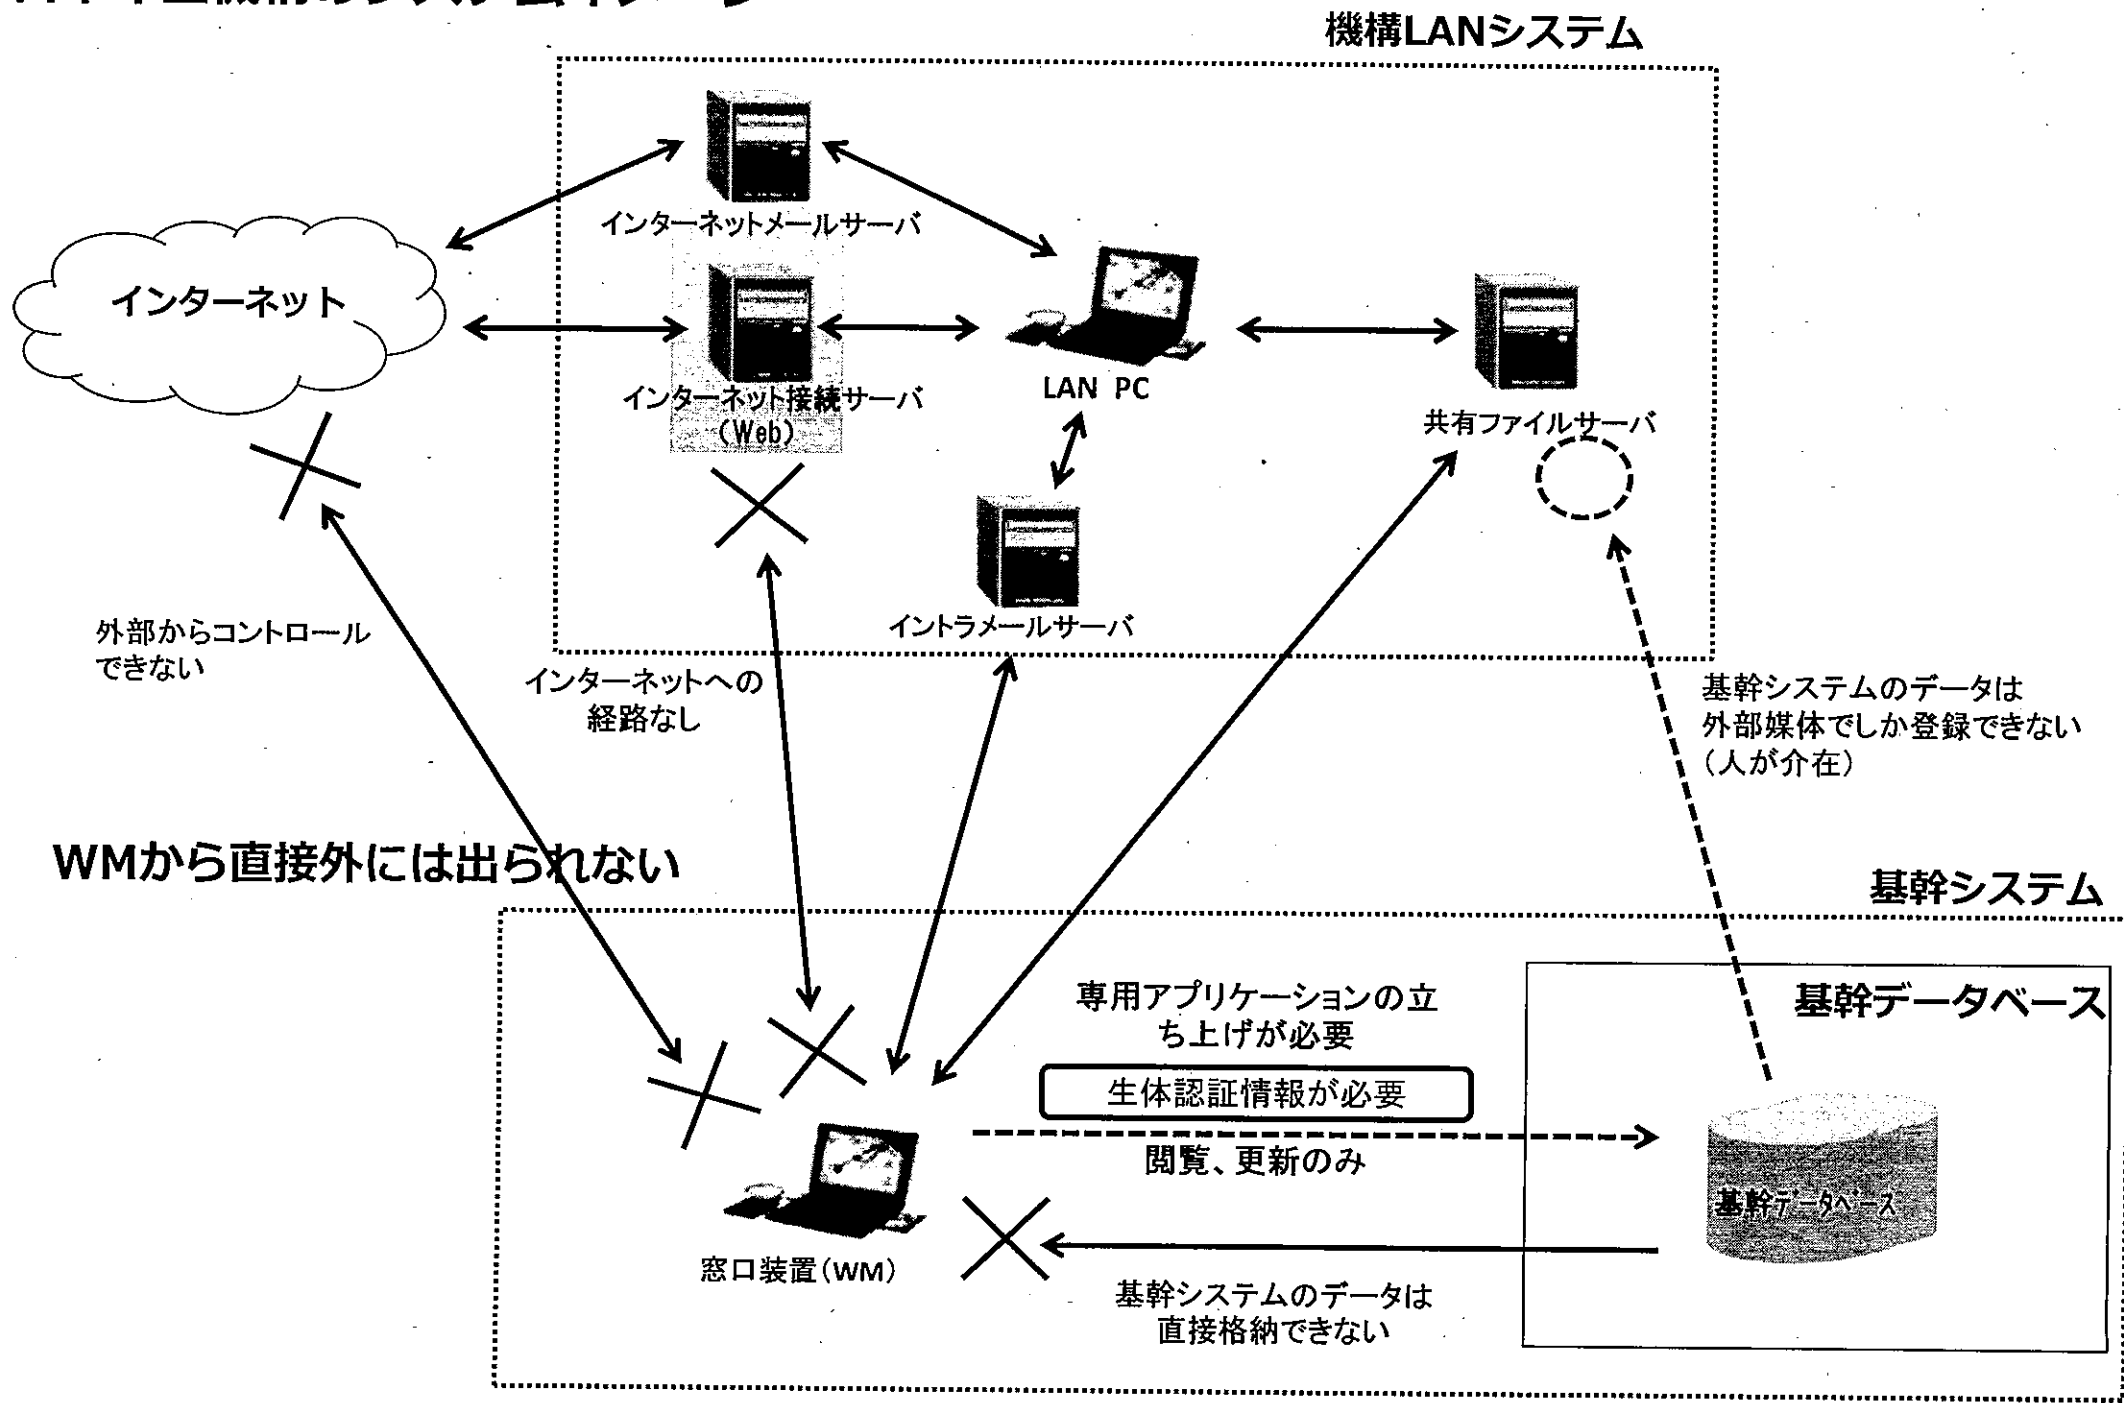 機構LANシステム
インターネットメールサーバ
インターネット
インターネット接続サーバ
(Web)
LAN PC
共有ファイルサーバ
イントラメールサーバ
外部からコントロール
できない
インターネットへの
経路なし
基幹システムのデータは
外部媒体でしか登録できない
(人が介在)
WMから直接外には出られない
基幹システム
専用アプリケーションの立
ち上げが必要
生体認証情報が必要
閲覧、更新のみ
基幹データベース
基幹データベース
窓口装置(WM)
基幹システムのデータは
直接格納できない